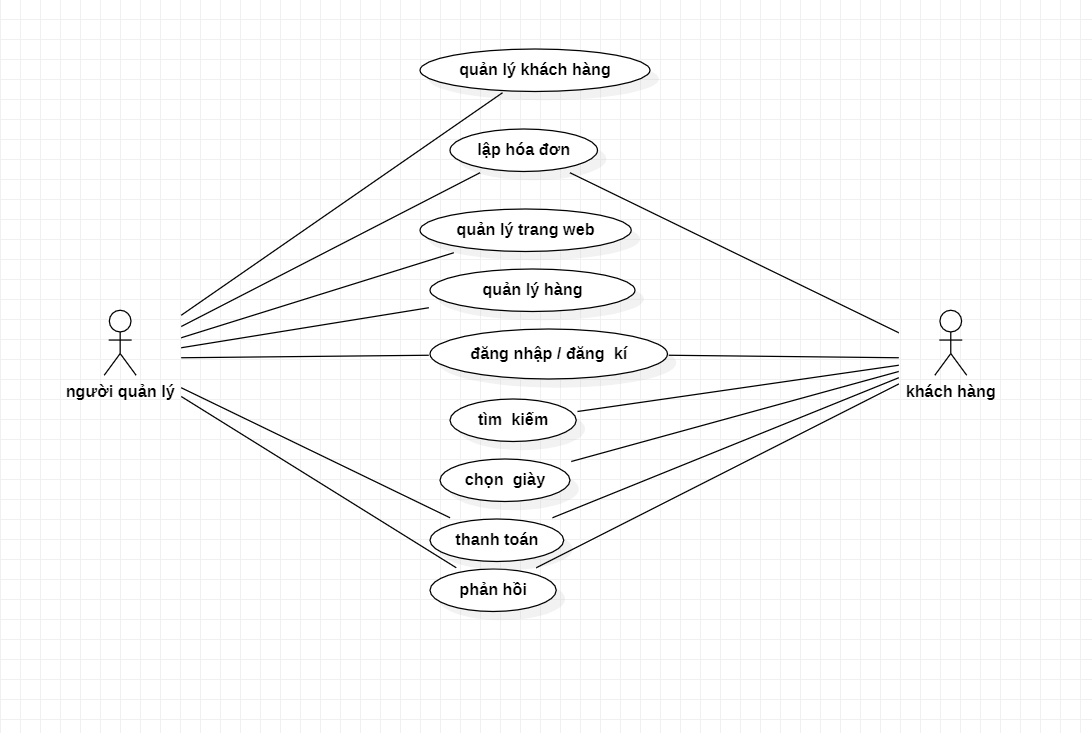 quản lý khách hàng
lập hóa đơn
quản lý trang web
quản lý hàng
đăng nhập / đăng  kí
người quản lý
khách hàng
tìm  kiếm
chọn  giày
thanh toán
phản hồi